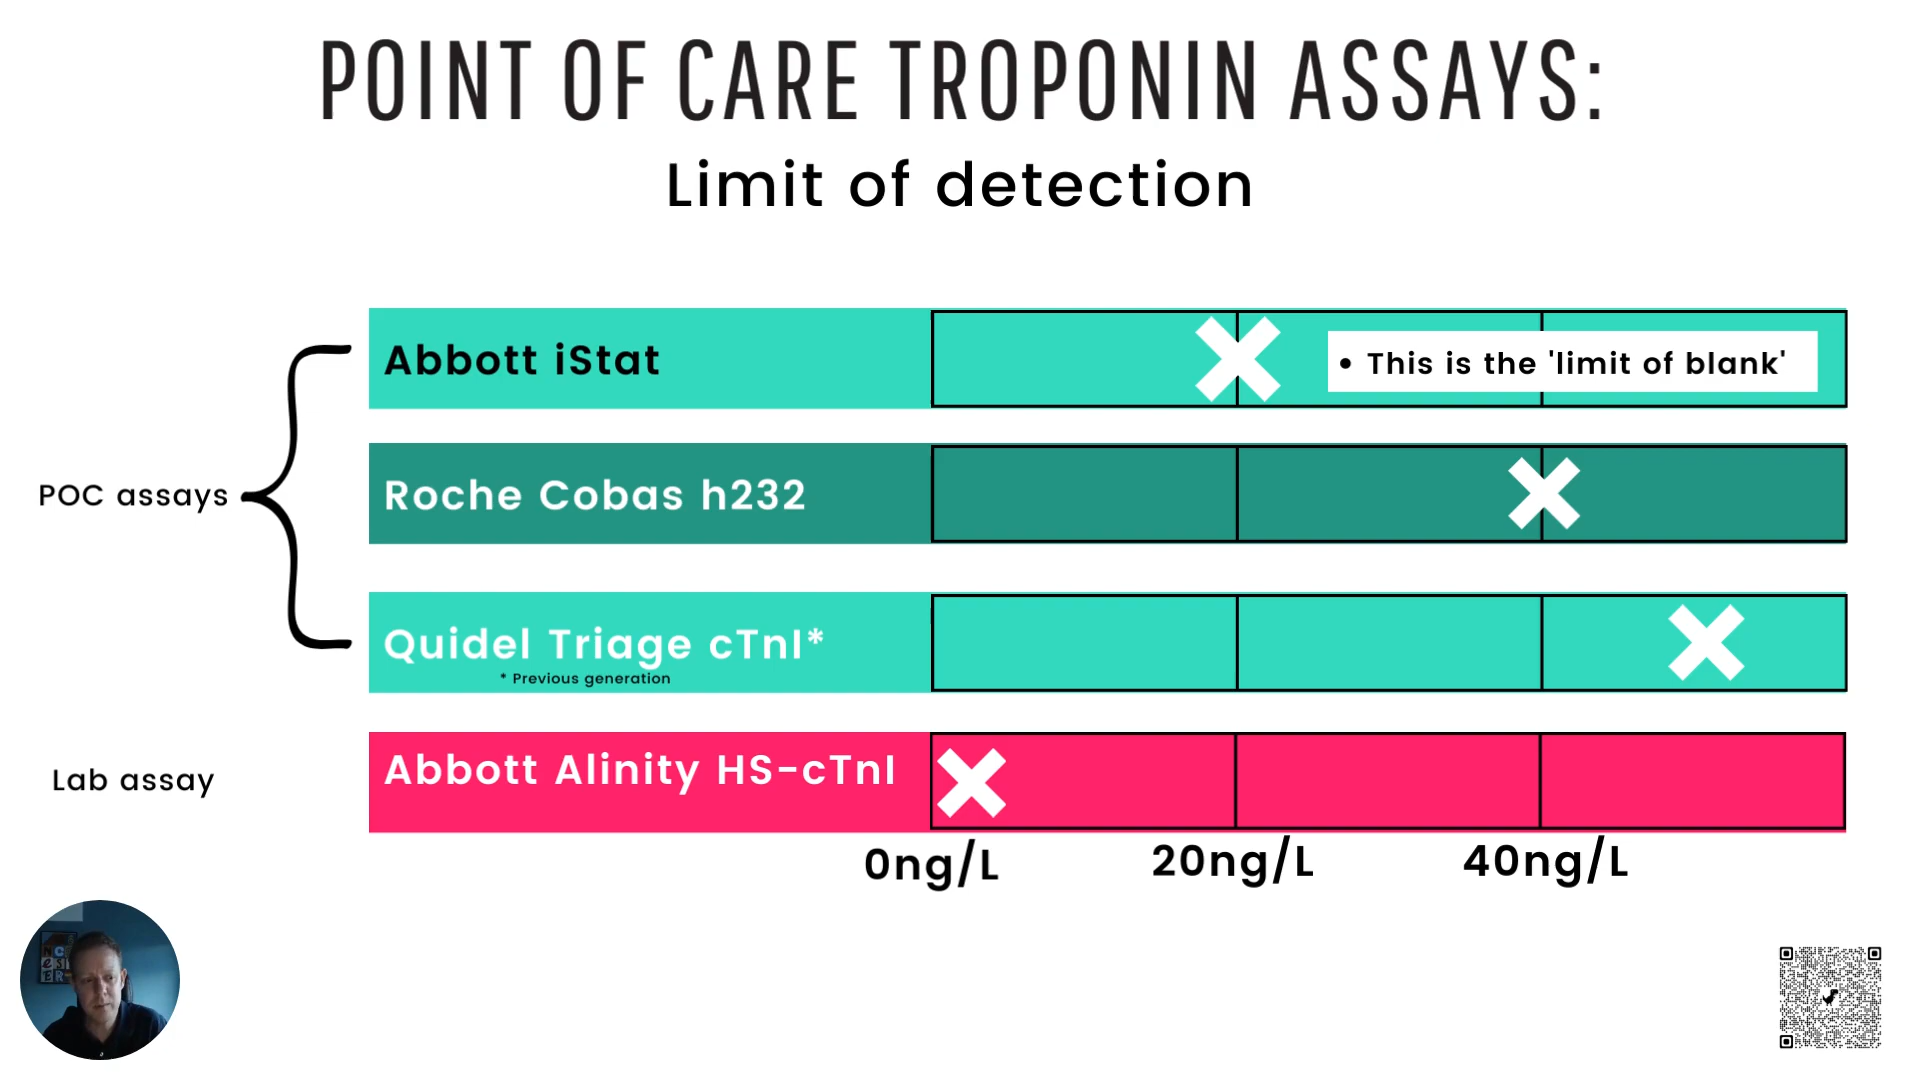 POINT OF CARE TROPONIN ASSAYS:
Limit of detection
Abbott iStat
• This is the 'limit of blank'
POC assays
Roche Cobas h232
Quidel Triage cTnI*
* Previous generation
Lab assay
Abbott Alinity HS-cTnI
0ng/L
20ng/L
40ng/L